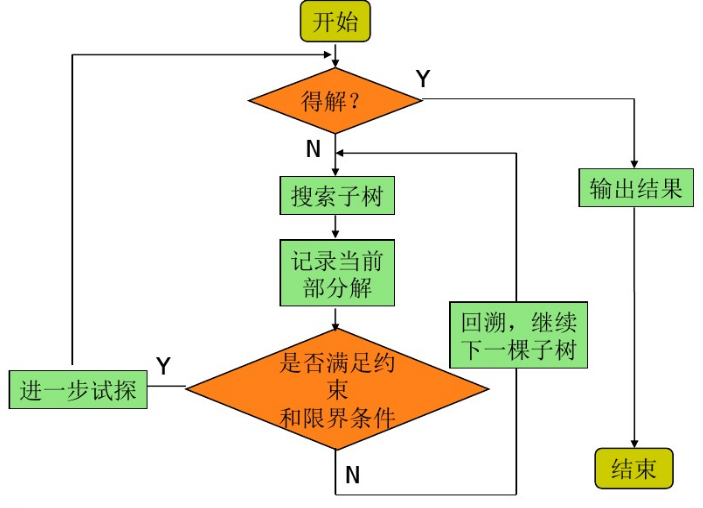 开始
得解？
Y
N
搜索子树
输出结果
记录当前
部分解
回溯，继续
下一棵子树
是否满足约
束
和限界条件
Y
进一步试探
N
结束